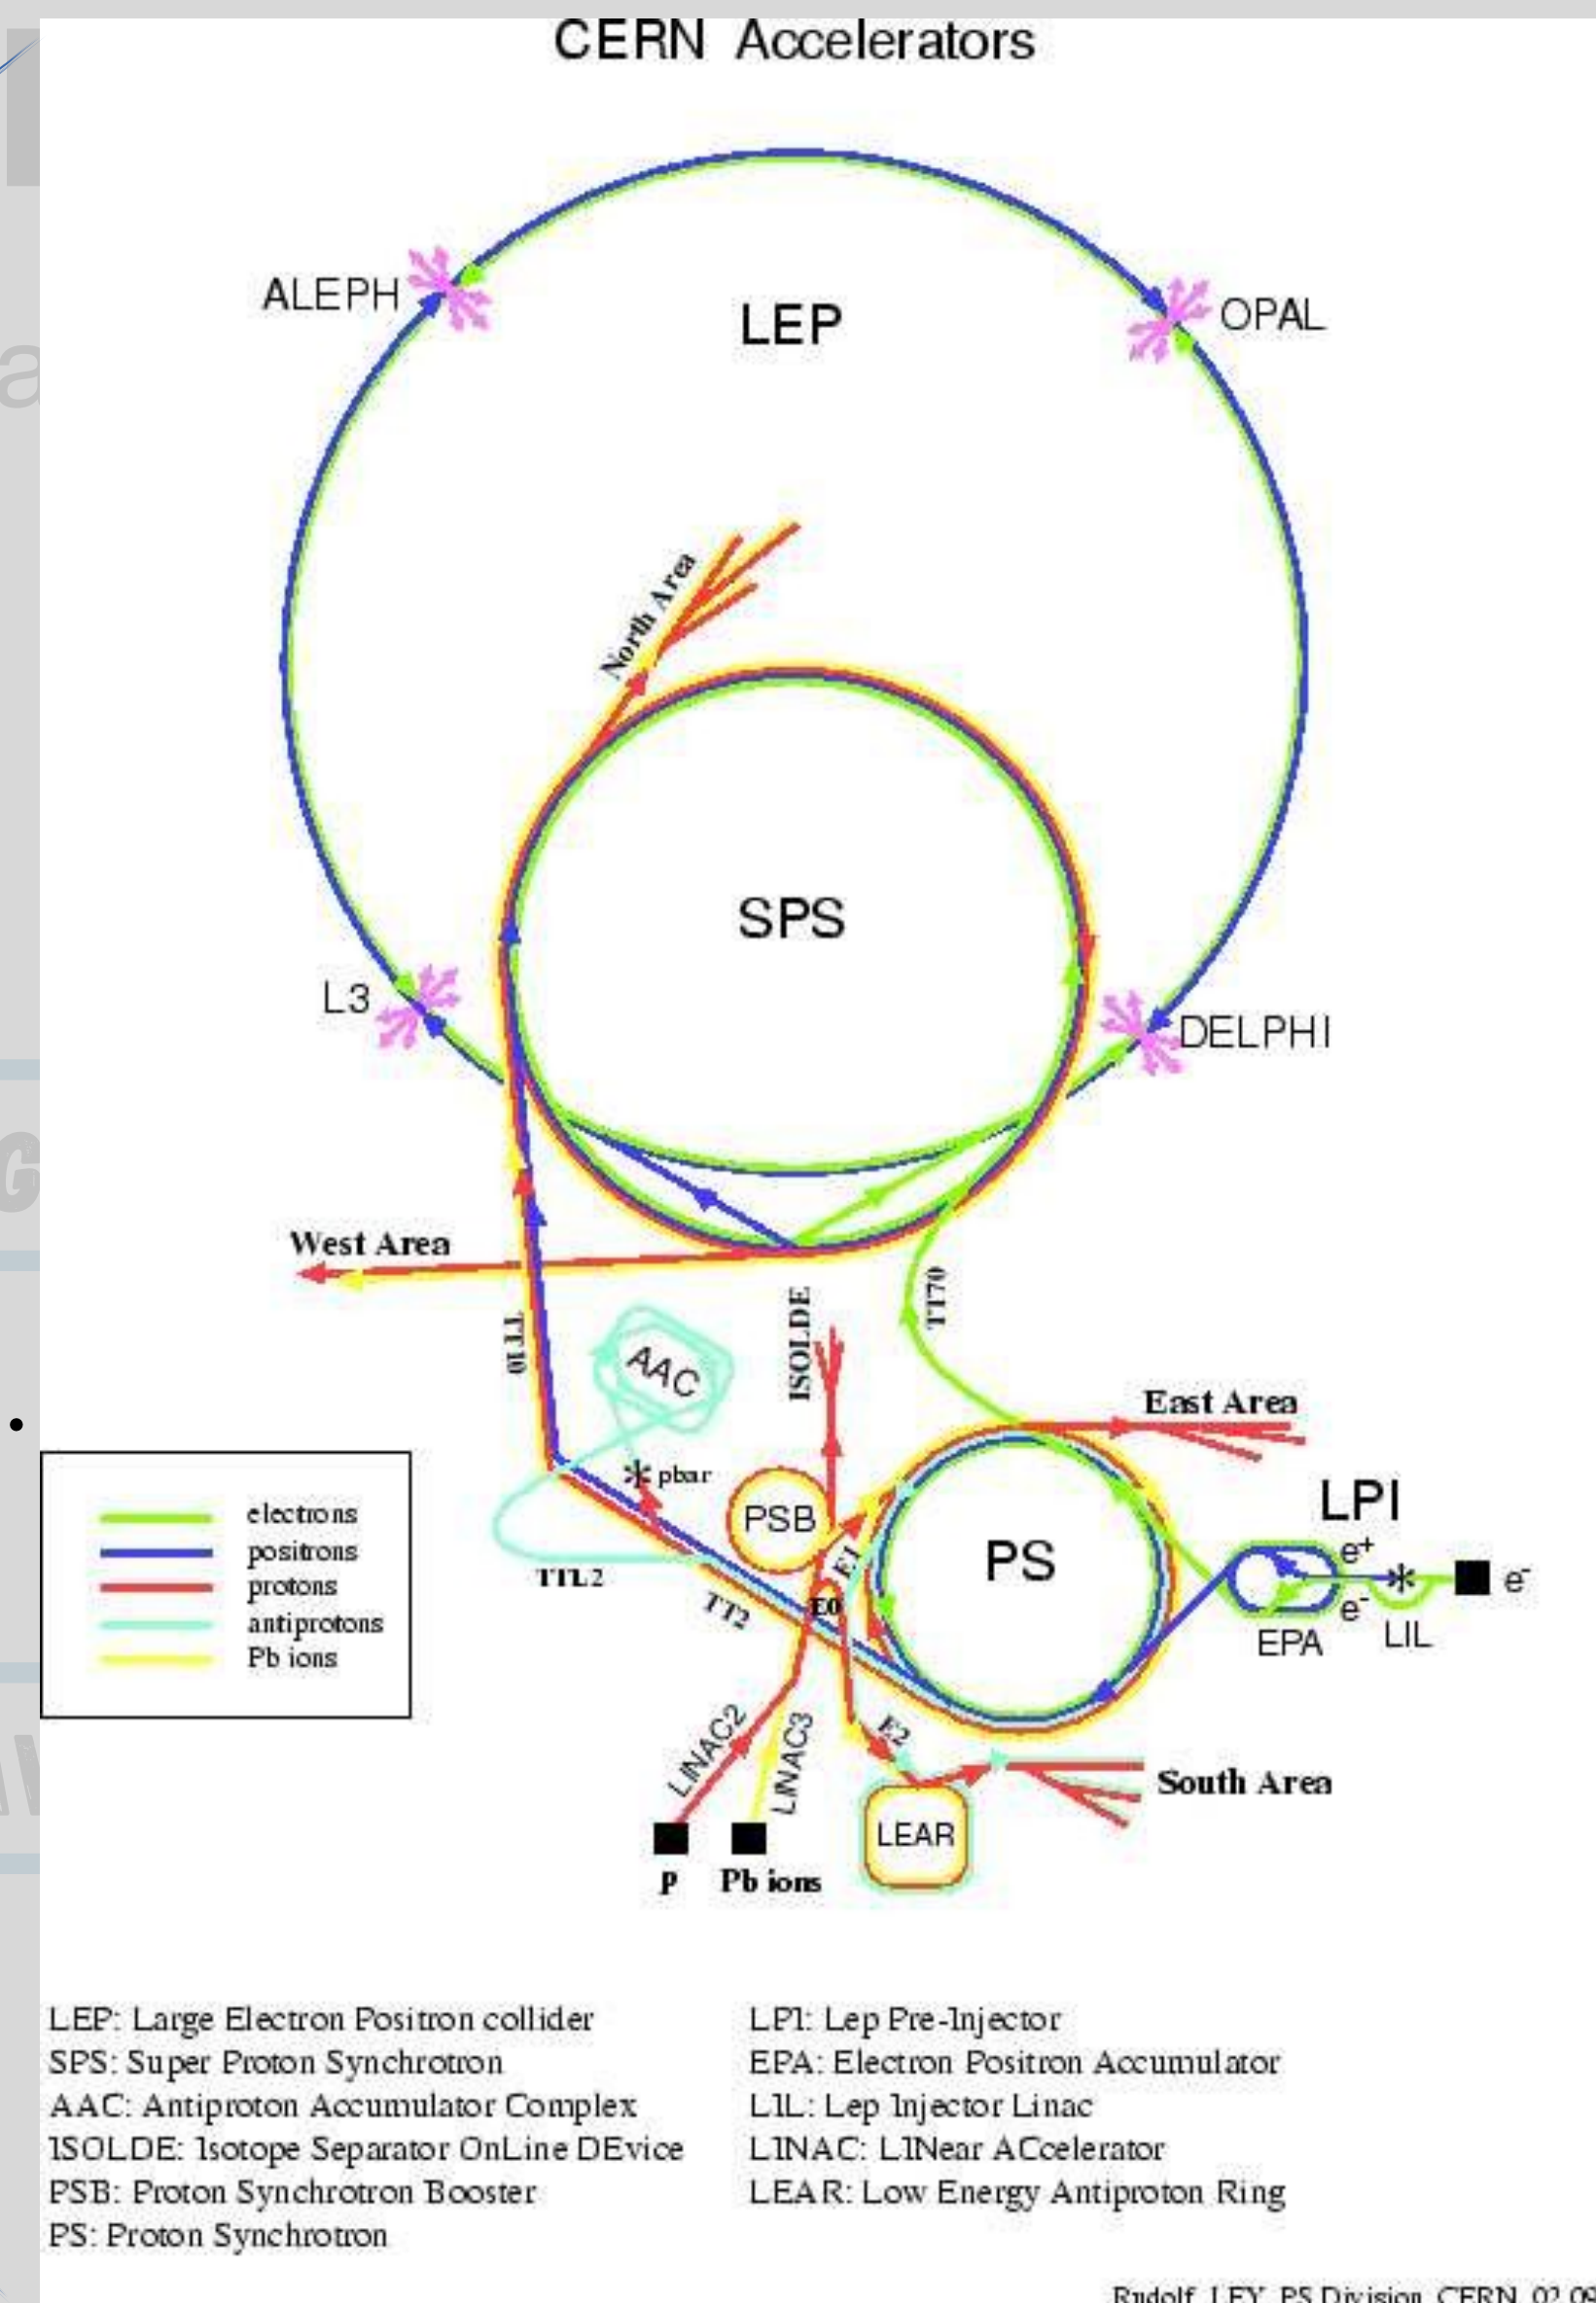 CERN Accelerators
ALEPH
LEP
OPAL
North Area
SPS
L3
DELPHI
West Area
TT10
AAC
ISOLDE
TT70
East Area
pbar
PSB
E1
PS
LPI
e+
e-
e-
EPA
LIL
electrons
positrons
protons
antiprotons
Pb ions
TTL2
TT2
E0
LINAC2
LINAC3
E2
LEAR
South Area
p
Pb ions
LEP: Large Electron Positron collider
SPS: Super Proton Synchrotron
AAC: Antiproton Accumulator Complex
ISOLDE: Isotope Separator OnLine DEvice
PSB: Proton Synchrotron Booster
PS: Proton Synchrotron
LPI: Lep Pre-Injector
EPA: Electron Positron Accumulator
LIL: Lep Injector Linac
LINAC: LINear ACcelerator
LEAR: Low Energy Antiproton Ring
Rudolf LEY, PS Division, CERN, 02.09